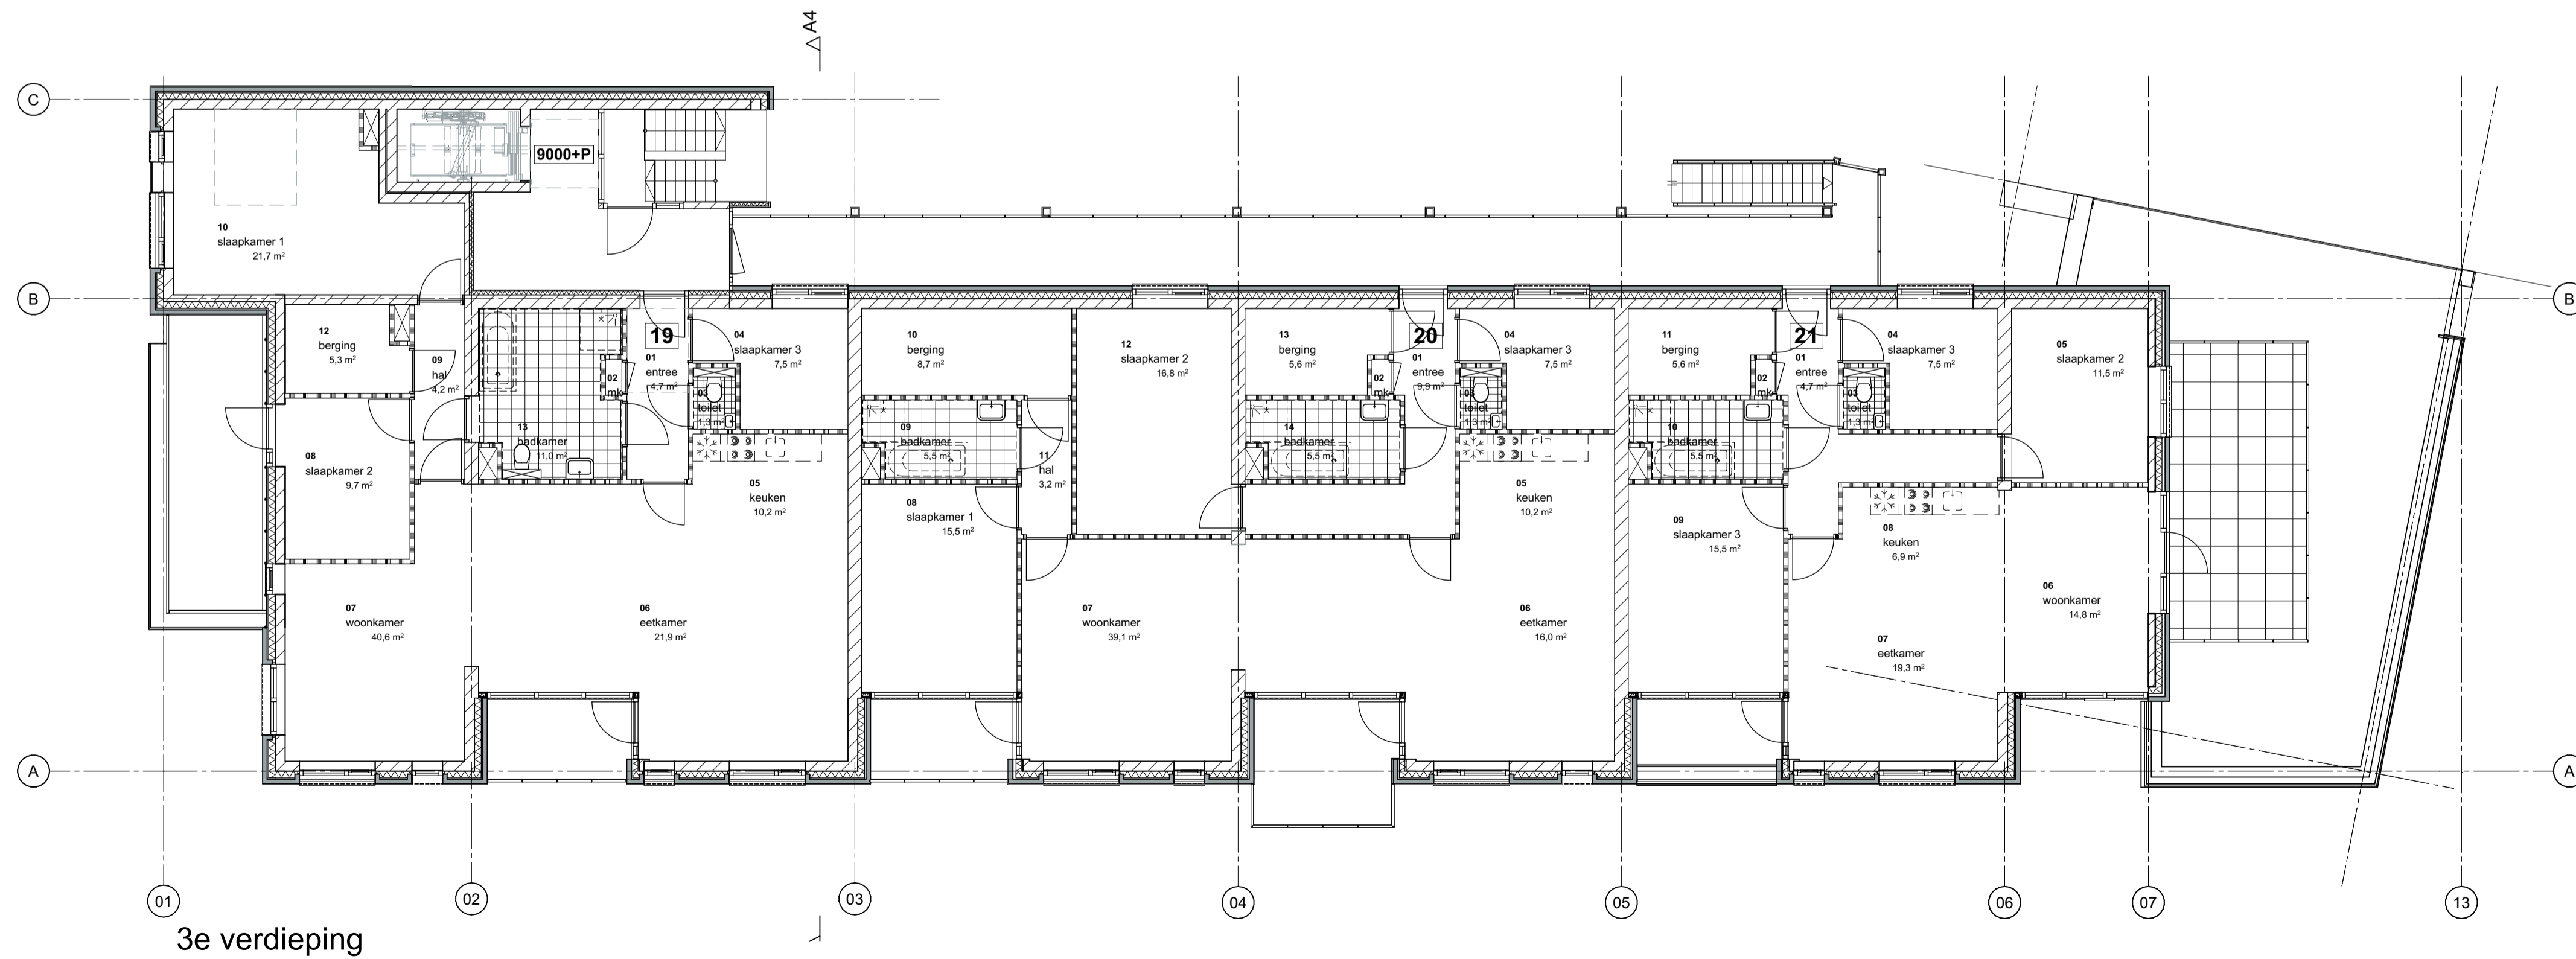 A4
C
C
9000+P
10
slaapkamer 1
21,7 m²
B
B
12
berging
5,3 m²
09
hal
4,2 m²
08
slaapkamer 2
9,7 m²
13
badkamer
11,0 m²
19
01
entree
4,7 m²
02
mk
03
toilet
1,3 m²
04
slaapkamer 3
7,5 m²
05
keuken
10,2 m²
07
woonkamer
40,6 m²
06
eetkamer
21,9 m²
10
berging
8,7 m²
09
badkamer
5,5 m²
11
hal
3,2 m²
12
slaapkamer 2
16,8 m²
08
slaapkamer 1
15,5 m²
07
woonkamer
39,1 m²
13
berging
5,6 m²
14
badkamer
5,5 m²
20
01
entree
9,9 m²
02
mk
03
toilet
1,3 m²
04
slaapkamer 3
7,5 m²
05
keuken
10,2 m²
06
eetkamer
16,0 m²
11
berging
5,6 m²
10
badkamer
5,5 m²
21
01
entree
4,7 m²
02
mk
03
toilet
1,3 m²
04
slaapkamer 3
7,5 m²
05
slaapkamer 2
11,5 m²
09
slaapkamer 3
15,5 m²
08
keuken
6,9 m²
06
woonkamer
14,8 m²
07
eetkamer
19,3 m²
A
A
01
02
03
04
05
06
07
13
3e verdieping